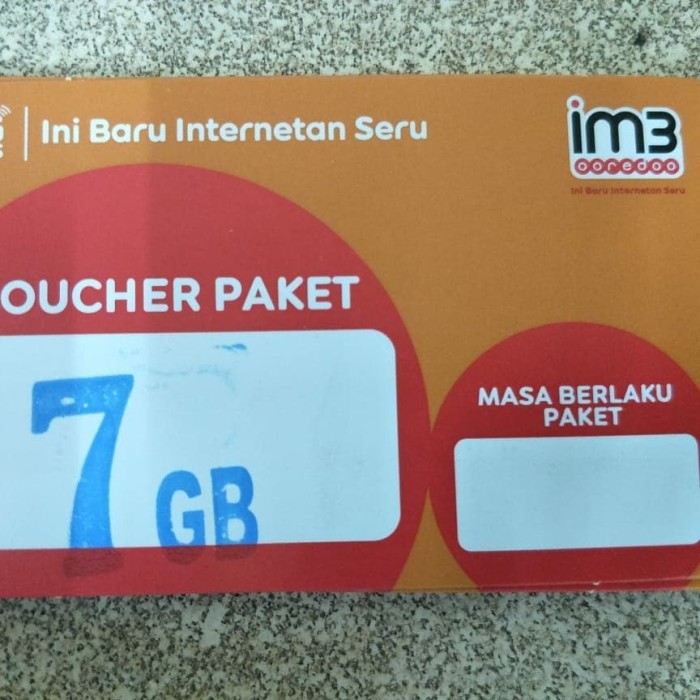 Ini Baru Internetan Seru
im3
ooredoo
Ini Baru Internetan Seru
OUCHER PAKET
7 GB
MASA BERLAKU
PAKET